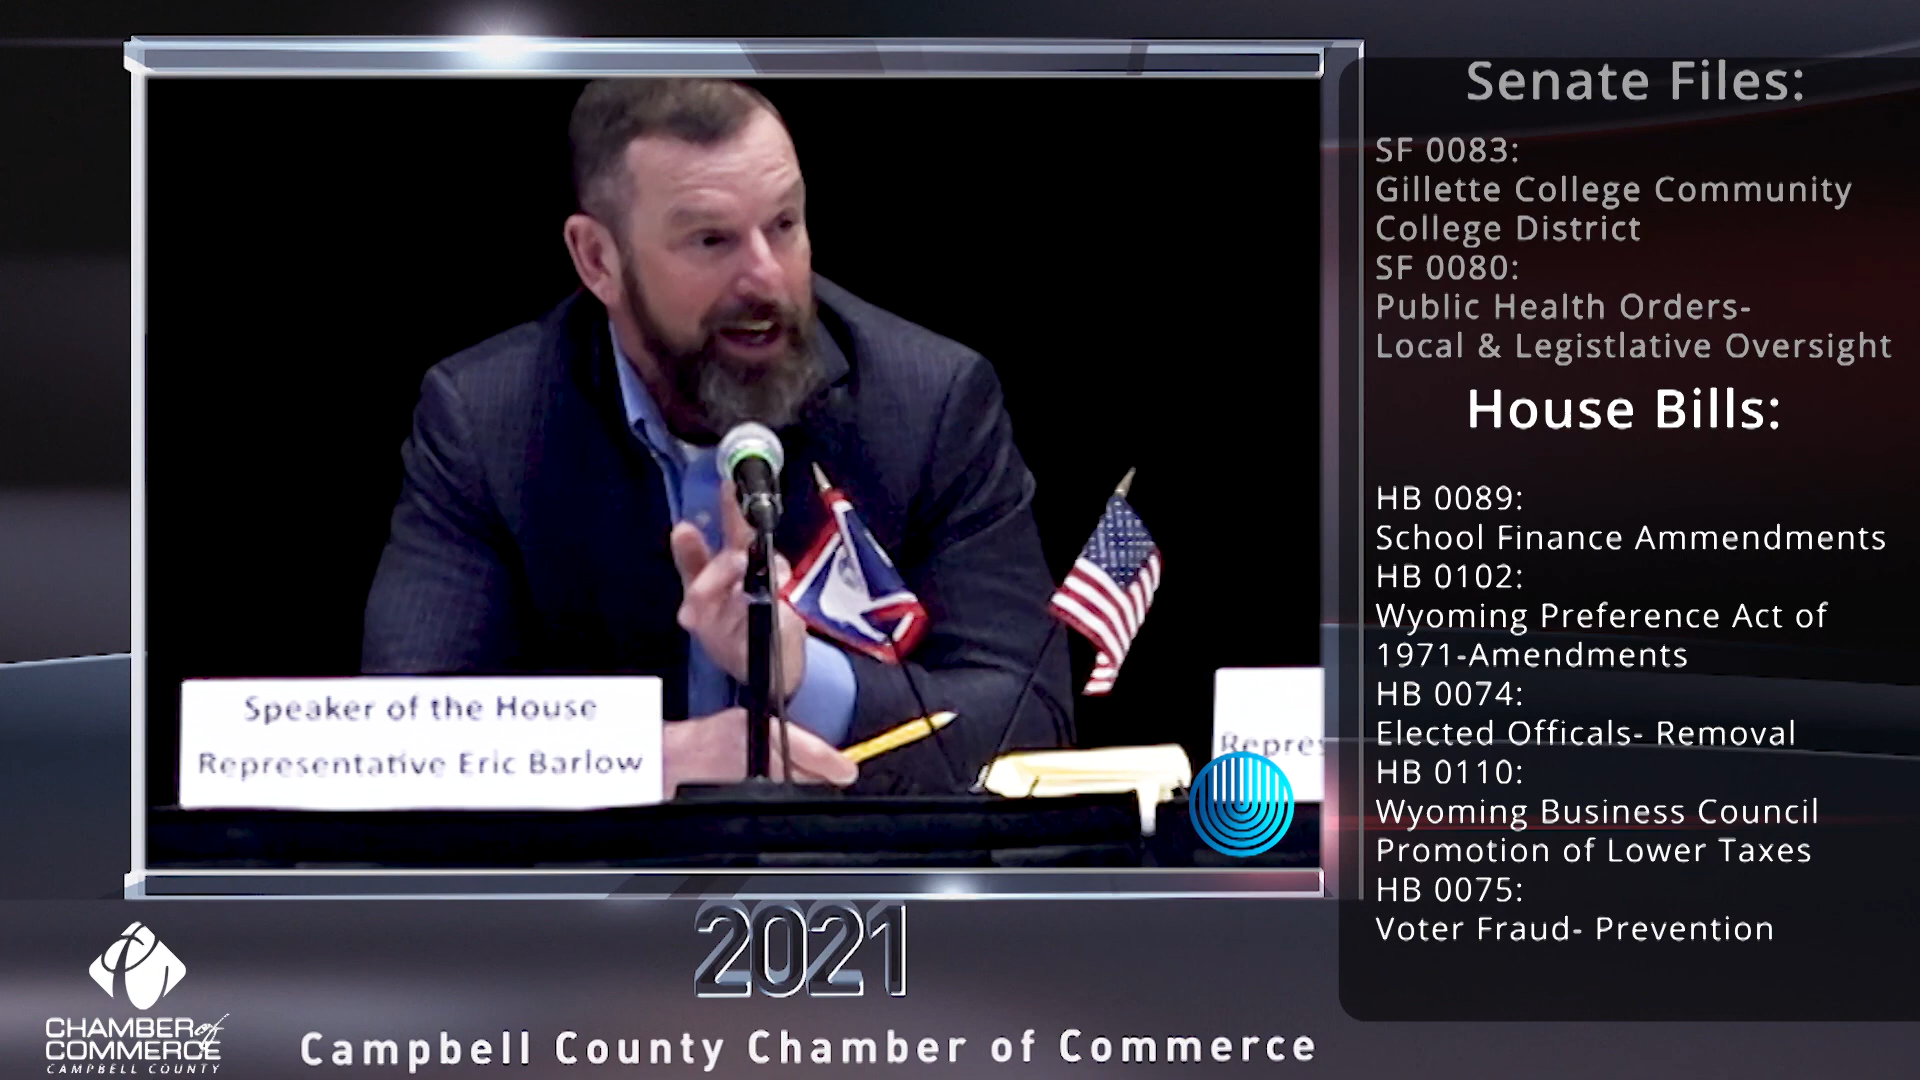 Senate Files:
SF 0083:
Gillette College Community
College District
SF 0080:
Public Health Orders-
Local & Legistlative Oversight
House Bills:
HB 0089:
School Finance Ammendments
HB 0102:
Wyoming Preference Act of
1971-Amendments
HB 0074:
Elected Officals- Removal
HB 0110:
Wyoming Business Council
Promotion of Lower Taxes
HB 0075:
Voter Fraud- Prevention
Speaker of the House
Representative Eric Barlow
Repres
2021
Campbell County Chamber of Commerce
CHAMBER of
COMMERCE
CAMPBELL COUNTY